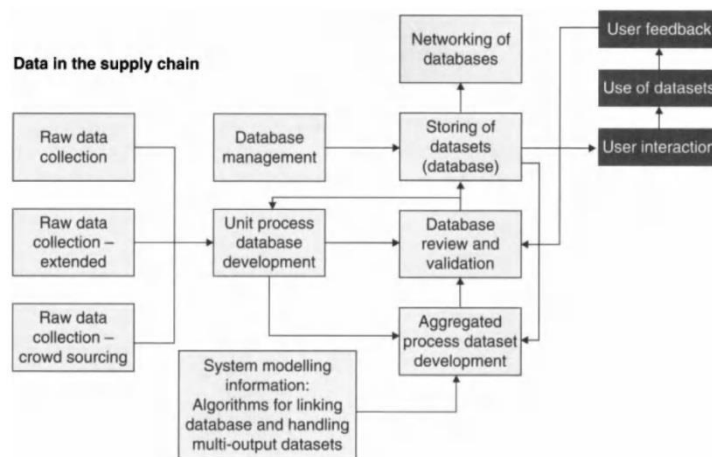 Data in the supply chain
Networking of
databases
User feedback
Use of datasets
User interaction
Raw data
collection
Database
management
Storing of
datasets
(database)
Raw data
collection –
extended
Unit process
database
development
Database
review and
validation
Raw data
collection –
crowd sourcing
Aggregated
process dataset
development
System modelling
information:
Algorithms for linking
database and handling
multi-output datasets